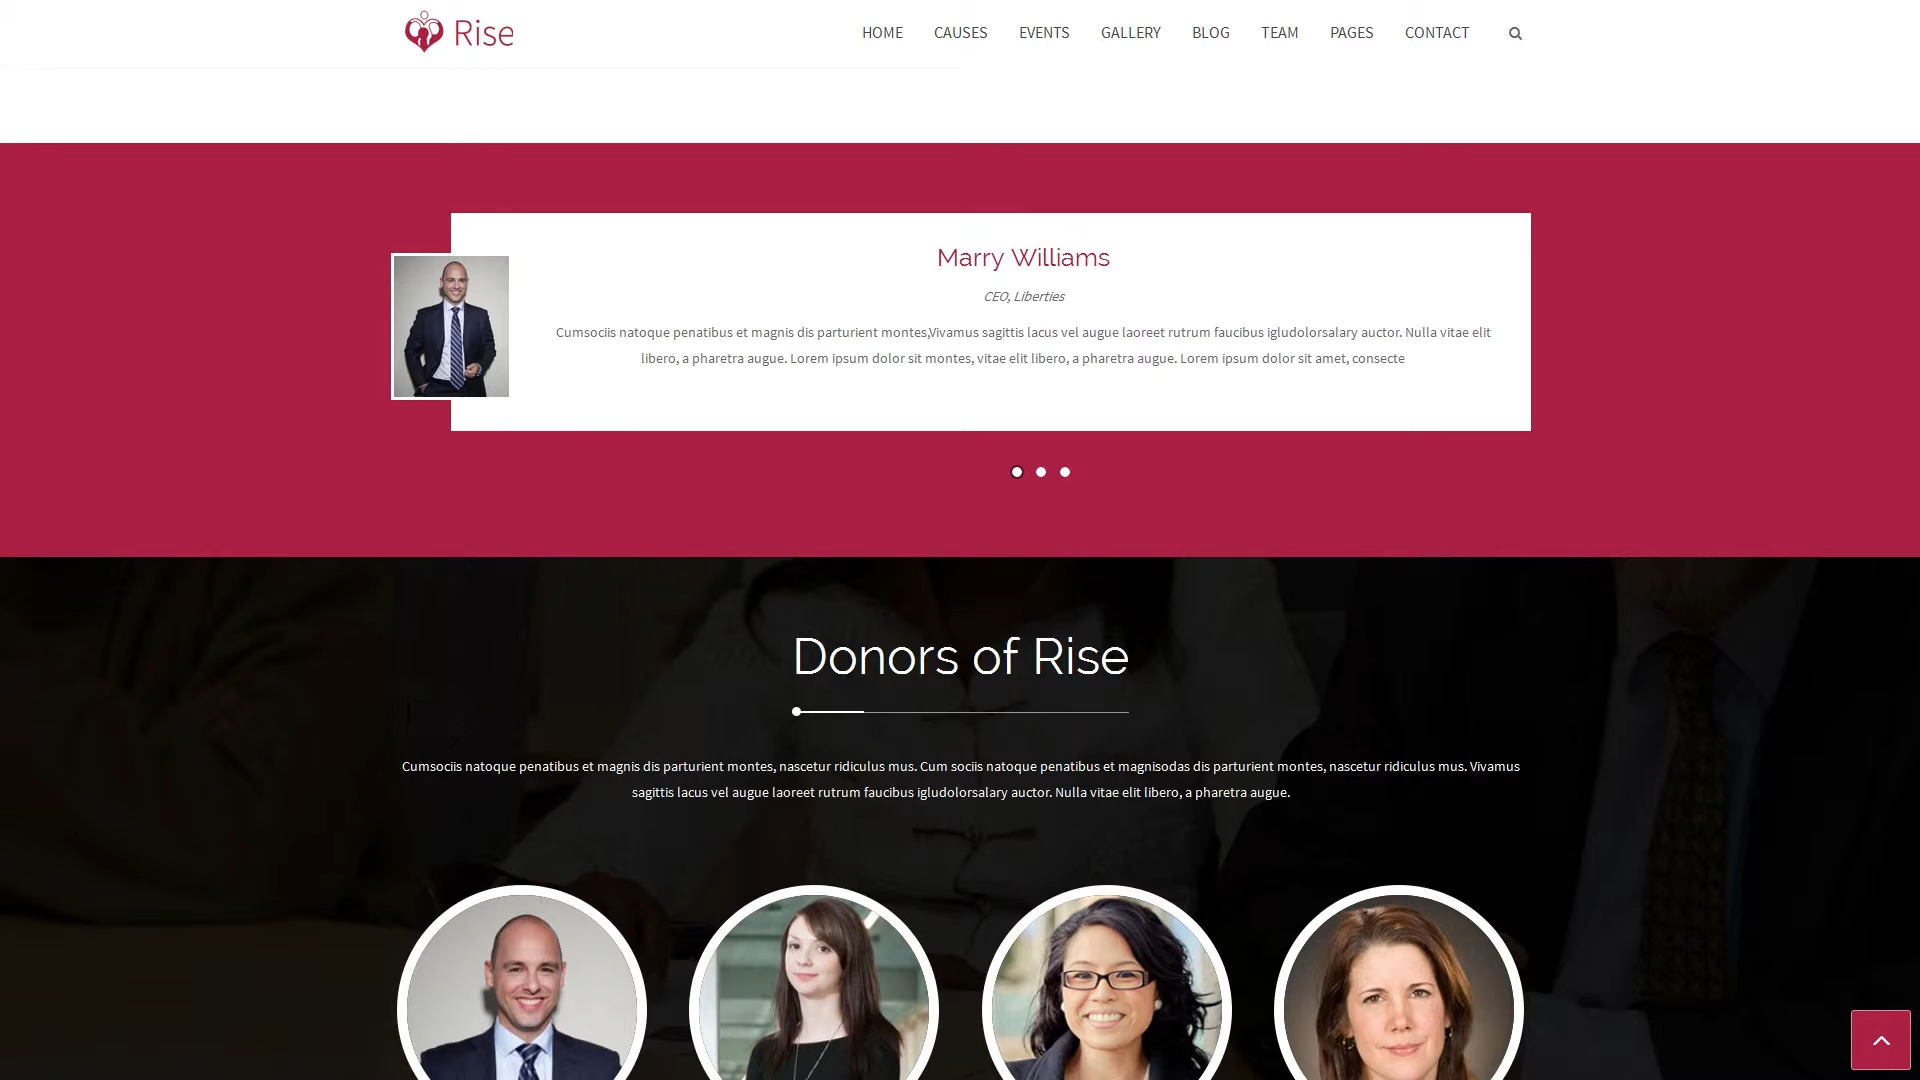 Rise
HOME CAUSES EVENTS GALLERY BLOG TEAM PAGES CONTACT
Marry Williams
CEO, Liberties
Cumsociis natoque penatibus et magnis dis parturient montes,Vivamus sagittis lacus vel augue laoreet rutrum faucibus igludolorsalary auctor. Nulla vitae elit
libero, a pharetra augue. Lorem ipsum dolor sit montes, vitae elit libero, a pharetra augue. Lorem ipsum dolor sit amet, consecte
Donors of Rise
Cumsociis natoque penatibus et magnis dis parturient montes, nascetur ridiculus mus. Cum sociis natoque penatibus et magnisodas dis parturient montes, nascetur ridiculus mus. Vivamus
sagittis lacus vel augue laoreet rutrum faucibus igludolorsalary auctor. Nulla vitae elit libero, a pharetra augue.